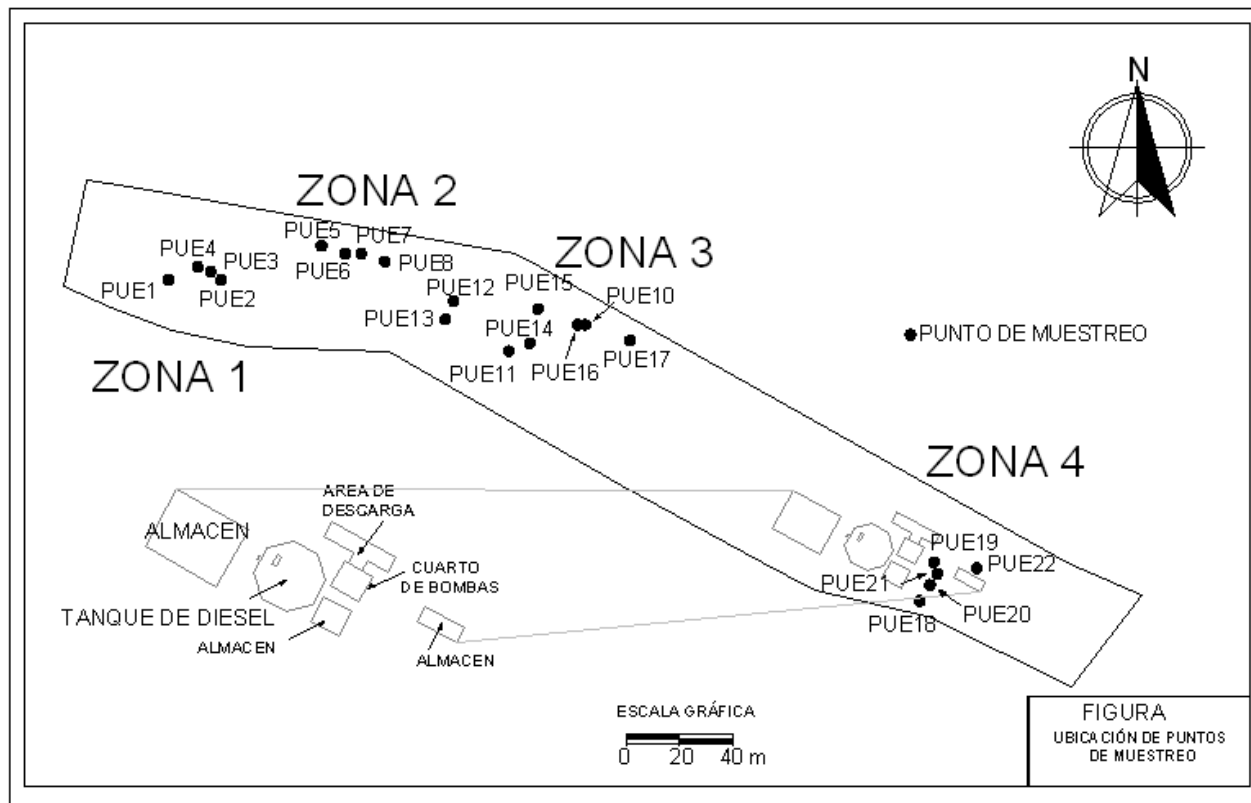 N
ZONA 2
ZONA 3
PUE5
PUE7
PUE4
PUE3
PUE6
PUE8
PUE1
PUE2
PUE12
PUE15
PUE10
PUE13
PUE14
PUE11
PUE16
PUE17
PUNTO DE MUESTREO
ZONA 1
ZONA 4
AREA DE
DESCARGA
ALMACEN
CUARTO
DE BOMBAS
TANQUE DE DIESEL
ALMACEN
ALMACEN
PUE19
PUE22
PUE21
PUE20
PUE18
ESCALA GRÁFICA
0 20 40 m
FIGURA
UBICACIÓN DE PUNTOS
DE MUESTREO